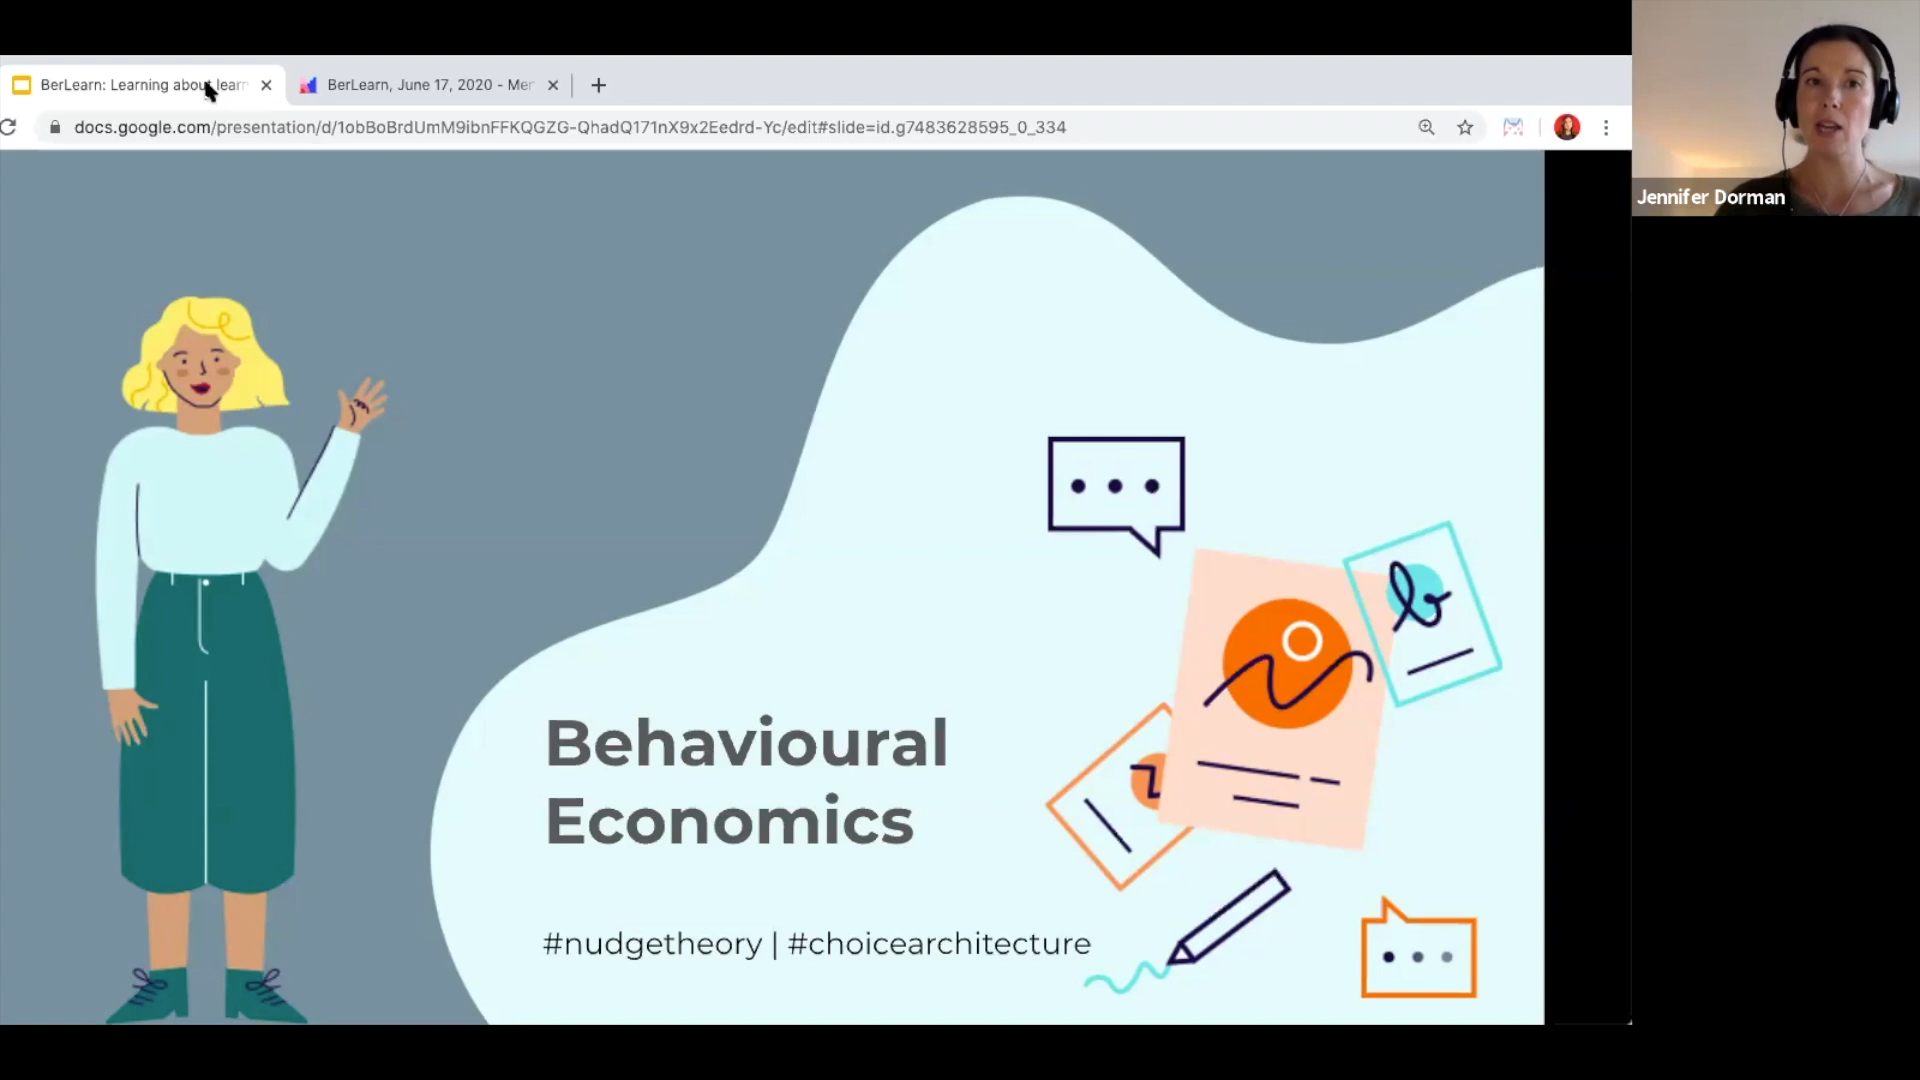 BerLearn: Learning about learn
BerLearn, June 17, 2020 - Mer
docs.google.com/presentation/d/1obBoBrdUmM9ibnFFKQGZG-QhadQ171nX9x2Eedrd-Yc/edit#slide=id.g7483628595_0_334
Jennifer Dorman
Behavioural
Economics
#nudgetheory | #choicearchitecture